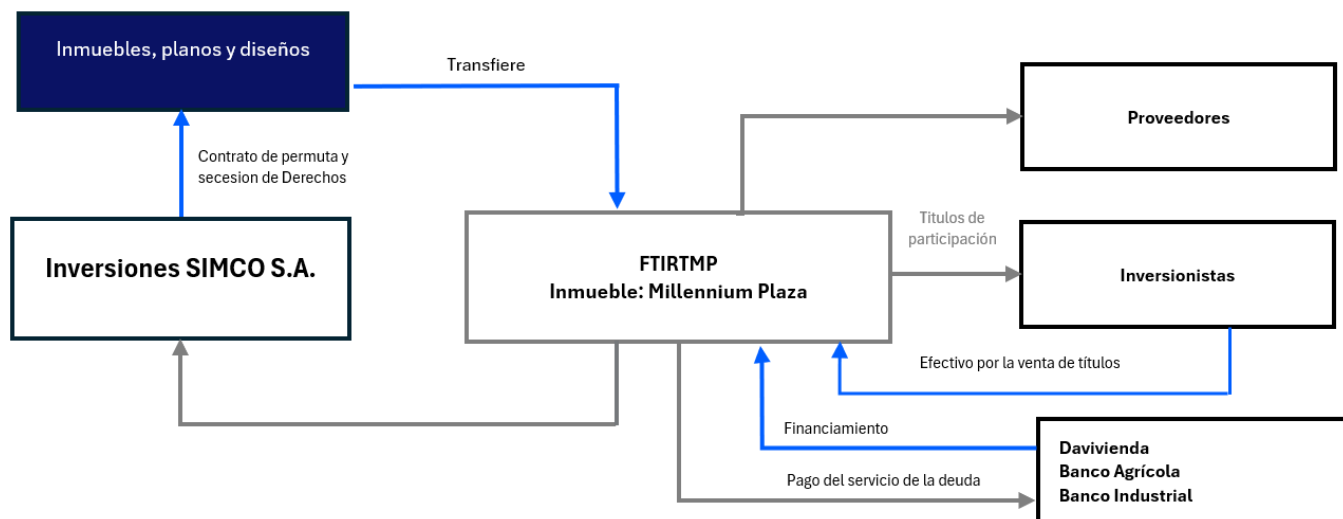 Inmuebles, planos y diseños
Transfiere
Proveedores
Contrato de permuta y
secesion de Derechos
Titulos de
participación
Inversiones SIMCO S.A.
FTIRTMP
Inmueble: Millennium Plaza
Inversionistas
Efectivo por la venta de títulos
Financiamiento
Davivienda
Banco Agrícola
Banco Industrial
Pago del servicio de la deuda